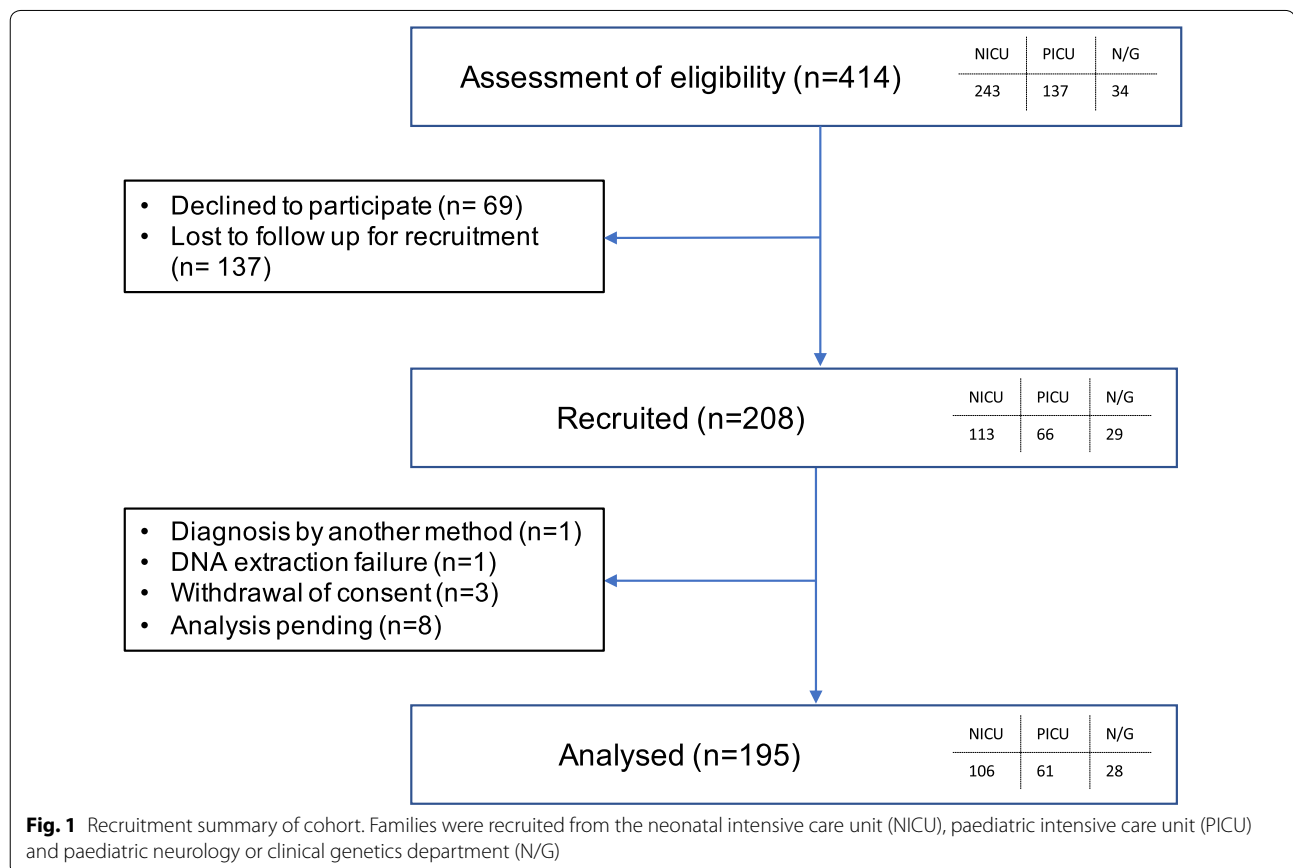 Assessment of eligibility (n=414)
NICU PICU N/G
243 137 34
• Declined to participate (n= 69)
• Lost to follow up for recruitment
(n= 137)
Recruited (n=208)
NICU PICU N/G
113 66 29
• Diagnosis by another method (n=1)
• DNA extraction failure (n=1)
• Withdrawal of consent (n=3)
• Analysis pending (n=8)
Analysed (n=195)
NICU PICU N/G
106 61 28
Fig. 1 Recruitment summary of cohort. Families were recruited from the neonatal intensive care unit (NICU), paediatric intensive care unit (PICU)
and paediatric neurology or clinical genetics department (N/G)